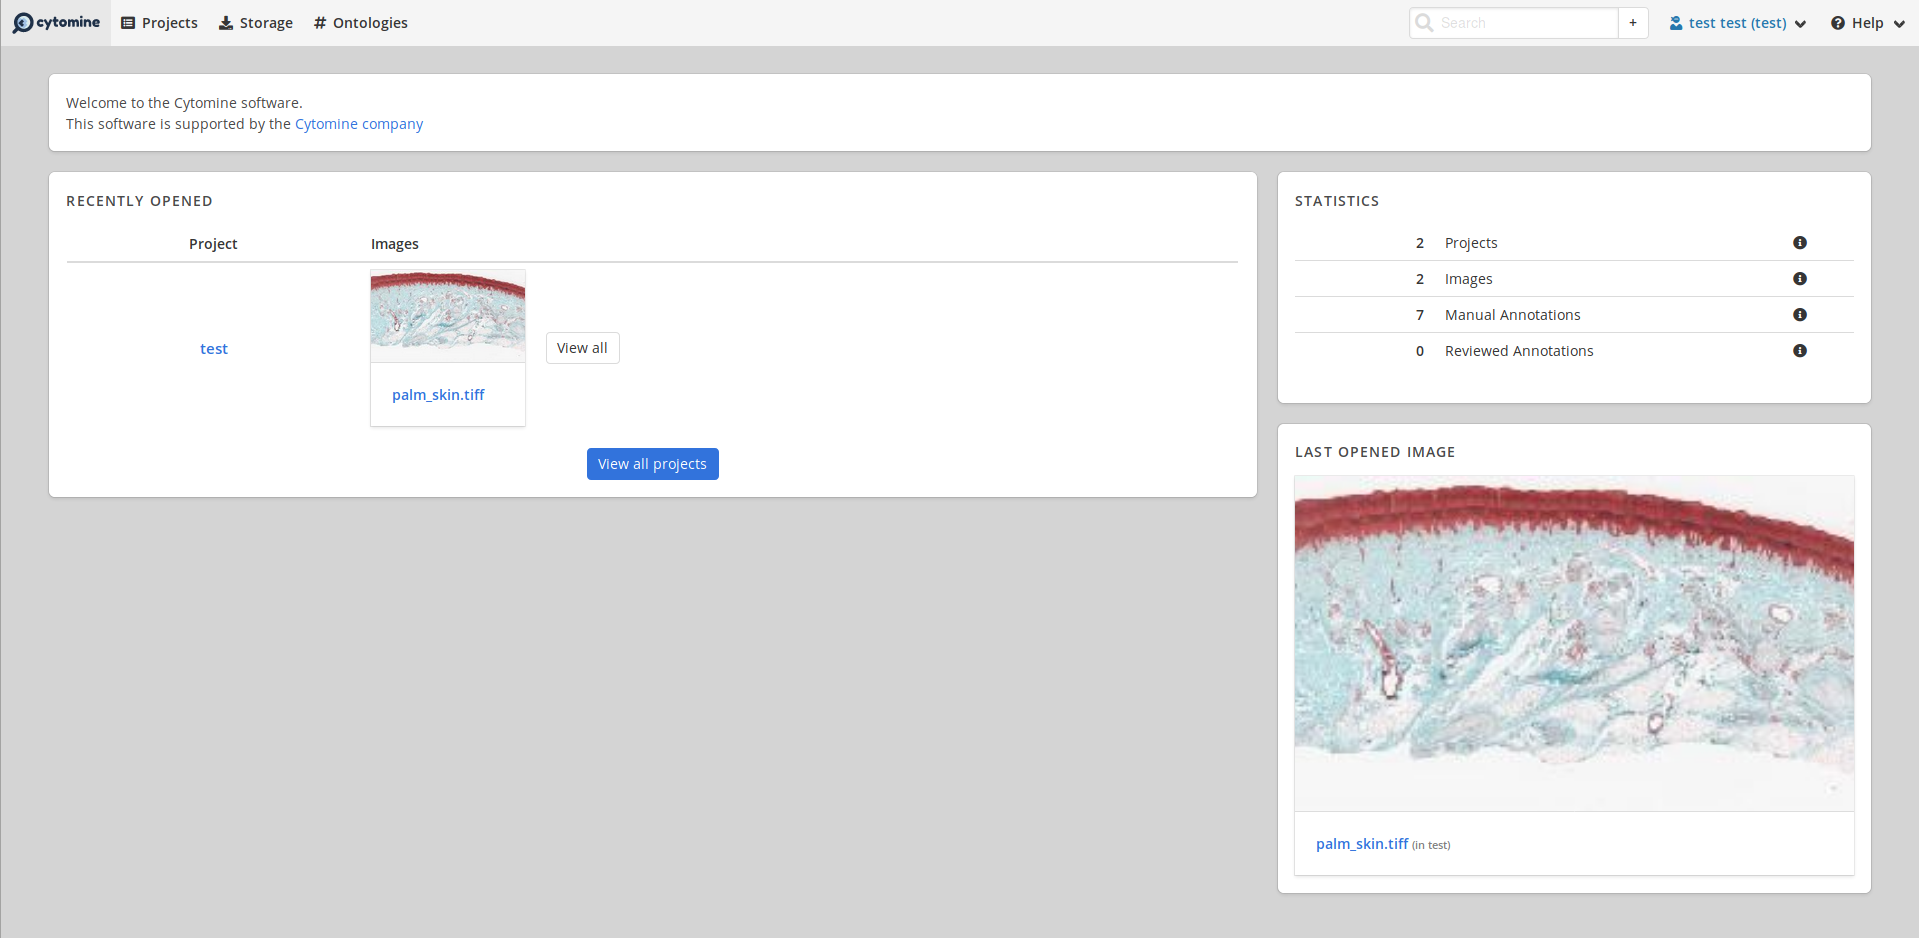 cytomine Projects Storage Ontologies Search + test test (test) Help
Welcome to the Cytomine software.
This software is supported by the Cytomine company
RECENTLY OPENED
Project Images
test
palm_skin.tiff
View all
View all projects
STATISTICS
2 Projects
2 Images
7 Manual Annotations
0 Reviewed Annotations
LAST OPENED IMAGE
palm_skin.tiff (in test)